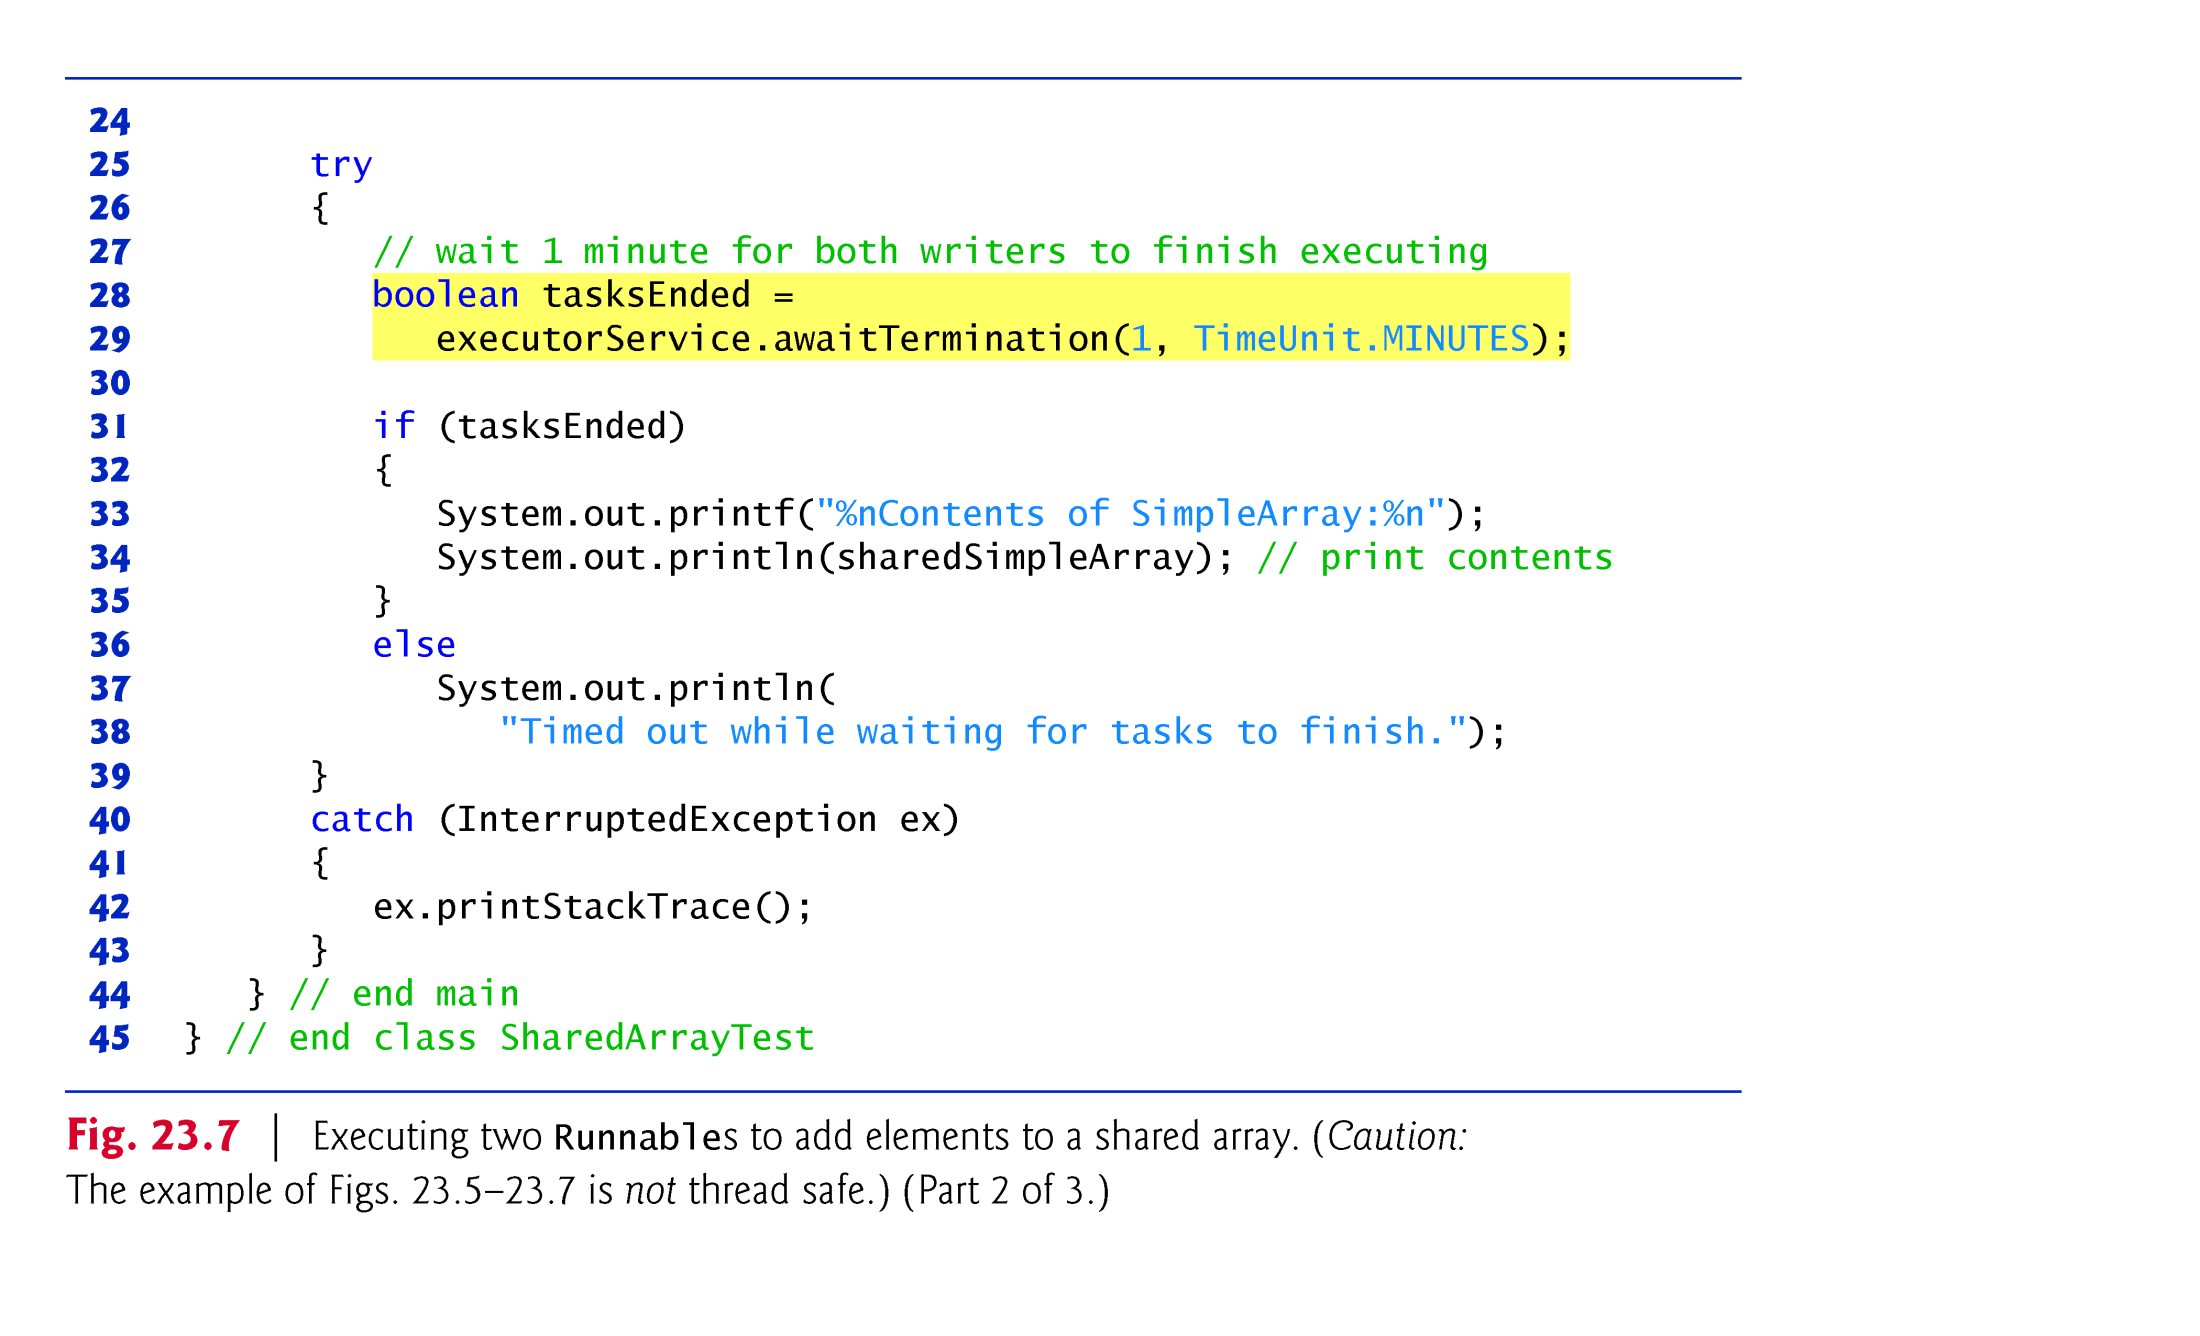 24
25 try
26 {
27 // wait 1 minute for both writers to finish executing
28 boolean tasksEnded =
29 executorService.awaitTermination(1, TimeUnit.MINUTES);
30
31 if (tasksEnded)
32 {
33 System.out.printf("%nContents of SimpleArray:%n");
34 System.out.println(sharedSimpleArray); // print contents
35 }
36 else
37 System.out.println(
38 "Timed out while waiting for tasks to finish.");
39 }
40 catch (InterruptedException ex)
41 {
42 ex.printStackTrace();
43 }
44 } // end main
45 } // end class SharedArrayTest
Fig. 23.7 | Executing two Runnables to add elements to a shared array. (Caution:
The example of Figs. 23.5–23.7 is not thread safe.) (Part 2 of 3.)